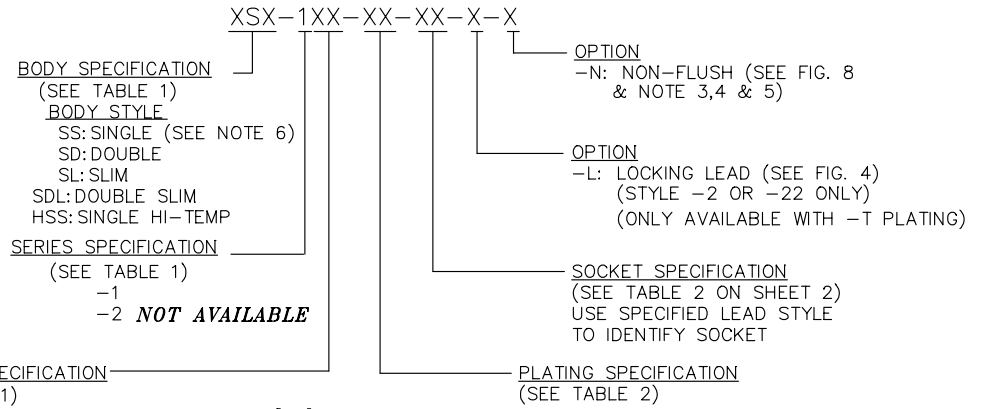 XSX-1XX-XX-XX-X-X
BODY SPECIFICATION
(SEE TABLE 1)
BODY STYLE
SS: SINGLE (SEE NOTE 6)
SD: DOUBLE
SL: SLIM
SDL: DOUBLE SLIM
HSS: SINGLE HI-TEMP
SERIES SPECIFICATION
(SEE TABLE 1)
-1
-2 NOT AVAILABLE
ECIFICATION
1)
OPTION
-N: NON-FLUSH (SEE FIG. 8
& NOTE 3,4 & 5)
OPTION
-L: LOCKING LEAD (SEE FIG. 4)
(STYLE -2 OR -22 ONLY)
(ONLY AVAILABLE WITH -T PLATING)
SOCKET SPECIFICATION
(SEE TABLE 2 ON SHEET 2)
USE SPECIFIED LEAD STYLE
TO IDENTIFY SOCKET
PLATING SPECIFICATION
(SEE TABLE 2)